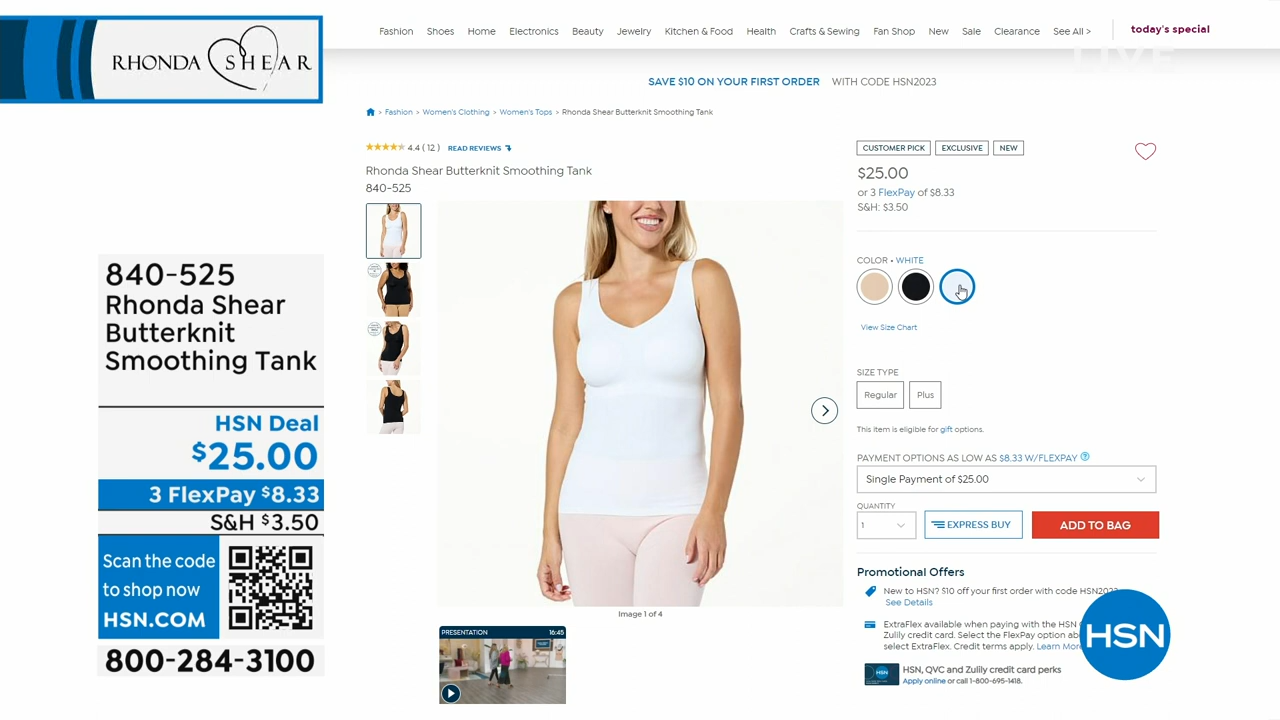 RHONDA SHEAR
Fashion Shoes Home Electronics Beauty Jewelry Kitchen & Food Health Crafts & Sewing Fan Shop New Sale Clearance See All > today's special
LIVE
SAVE $10 ON YOUR FIRST ORDER WITH CODE HSN2023
> Fashion > Women's Clothing > Women's Tops > Rhonda Shear Butterknit Smoothing Tank
4.4 ( 12 ) READ REVIEWS
Rhonda Shear Butterknit Smoothing Tank
840-525
CUSTOMER PICK EXCLUSIVE NEW
$25.00
or 3 FlexPay of $8.33
S&H: $3.50
COLOR • WHITE
View Size Chart
SIZE TYPE
Regular Plus
This item is eligible for gift options.
PAYMENT OPTIONS AS LOW AS $8.33 W/FLEXPAY ?
Single Payment of $25.00
QUANTITY
1 EXPRESS BUY ADD TO BAG
Promotional Offers
New to HSN? $10 off your first order with code HSN202
See Details
ExtraFlex available when paying with the HSN
Zulily credit card. Select the FlexPay option
select ExtraFlex. Credit terms apply. Learn
HSN
HSN, QVC and Zulily credit card perks
Apply online or call 1-800-695-1418.
Image 1 of 4
PRESENTATION 16:45
840-525
Rhonda Shear
Butterknit
Smoothing Tank
HSN Deal
$25.00
3 FlexPay $8.33
S&H $3.50
Scan the code
to shop now
HSN.COM
800-284-3100